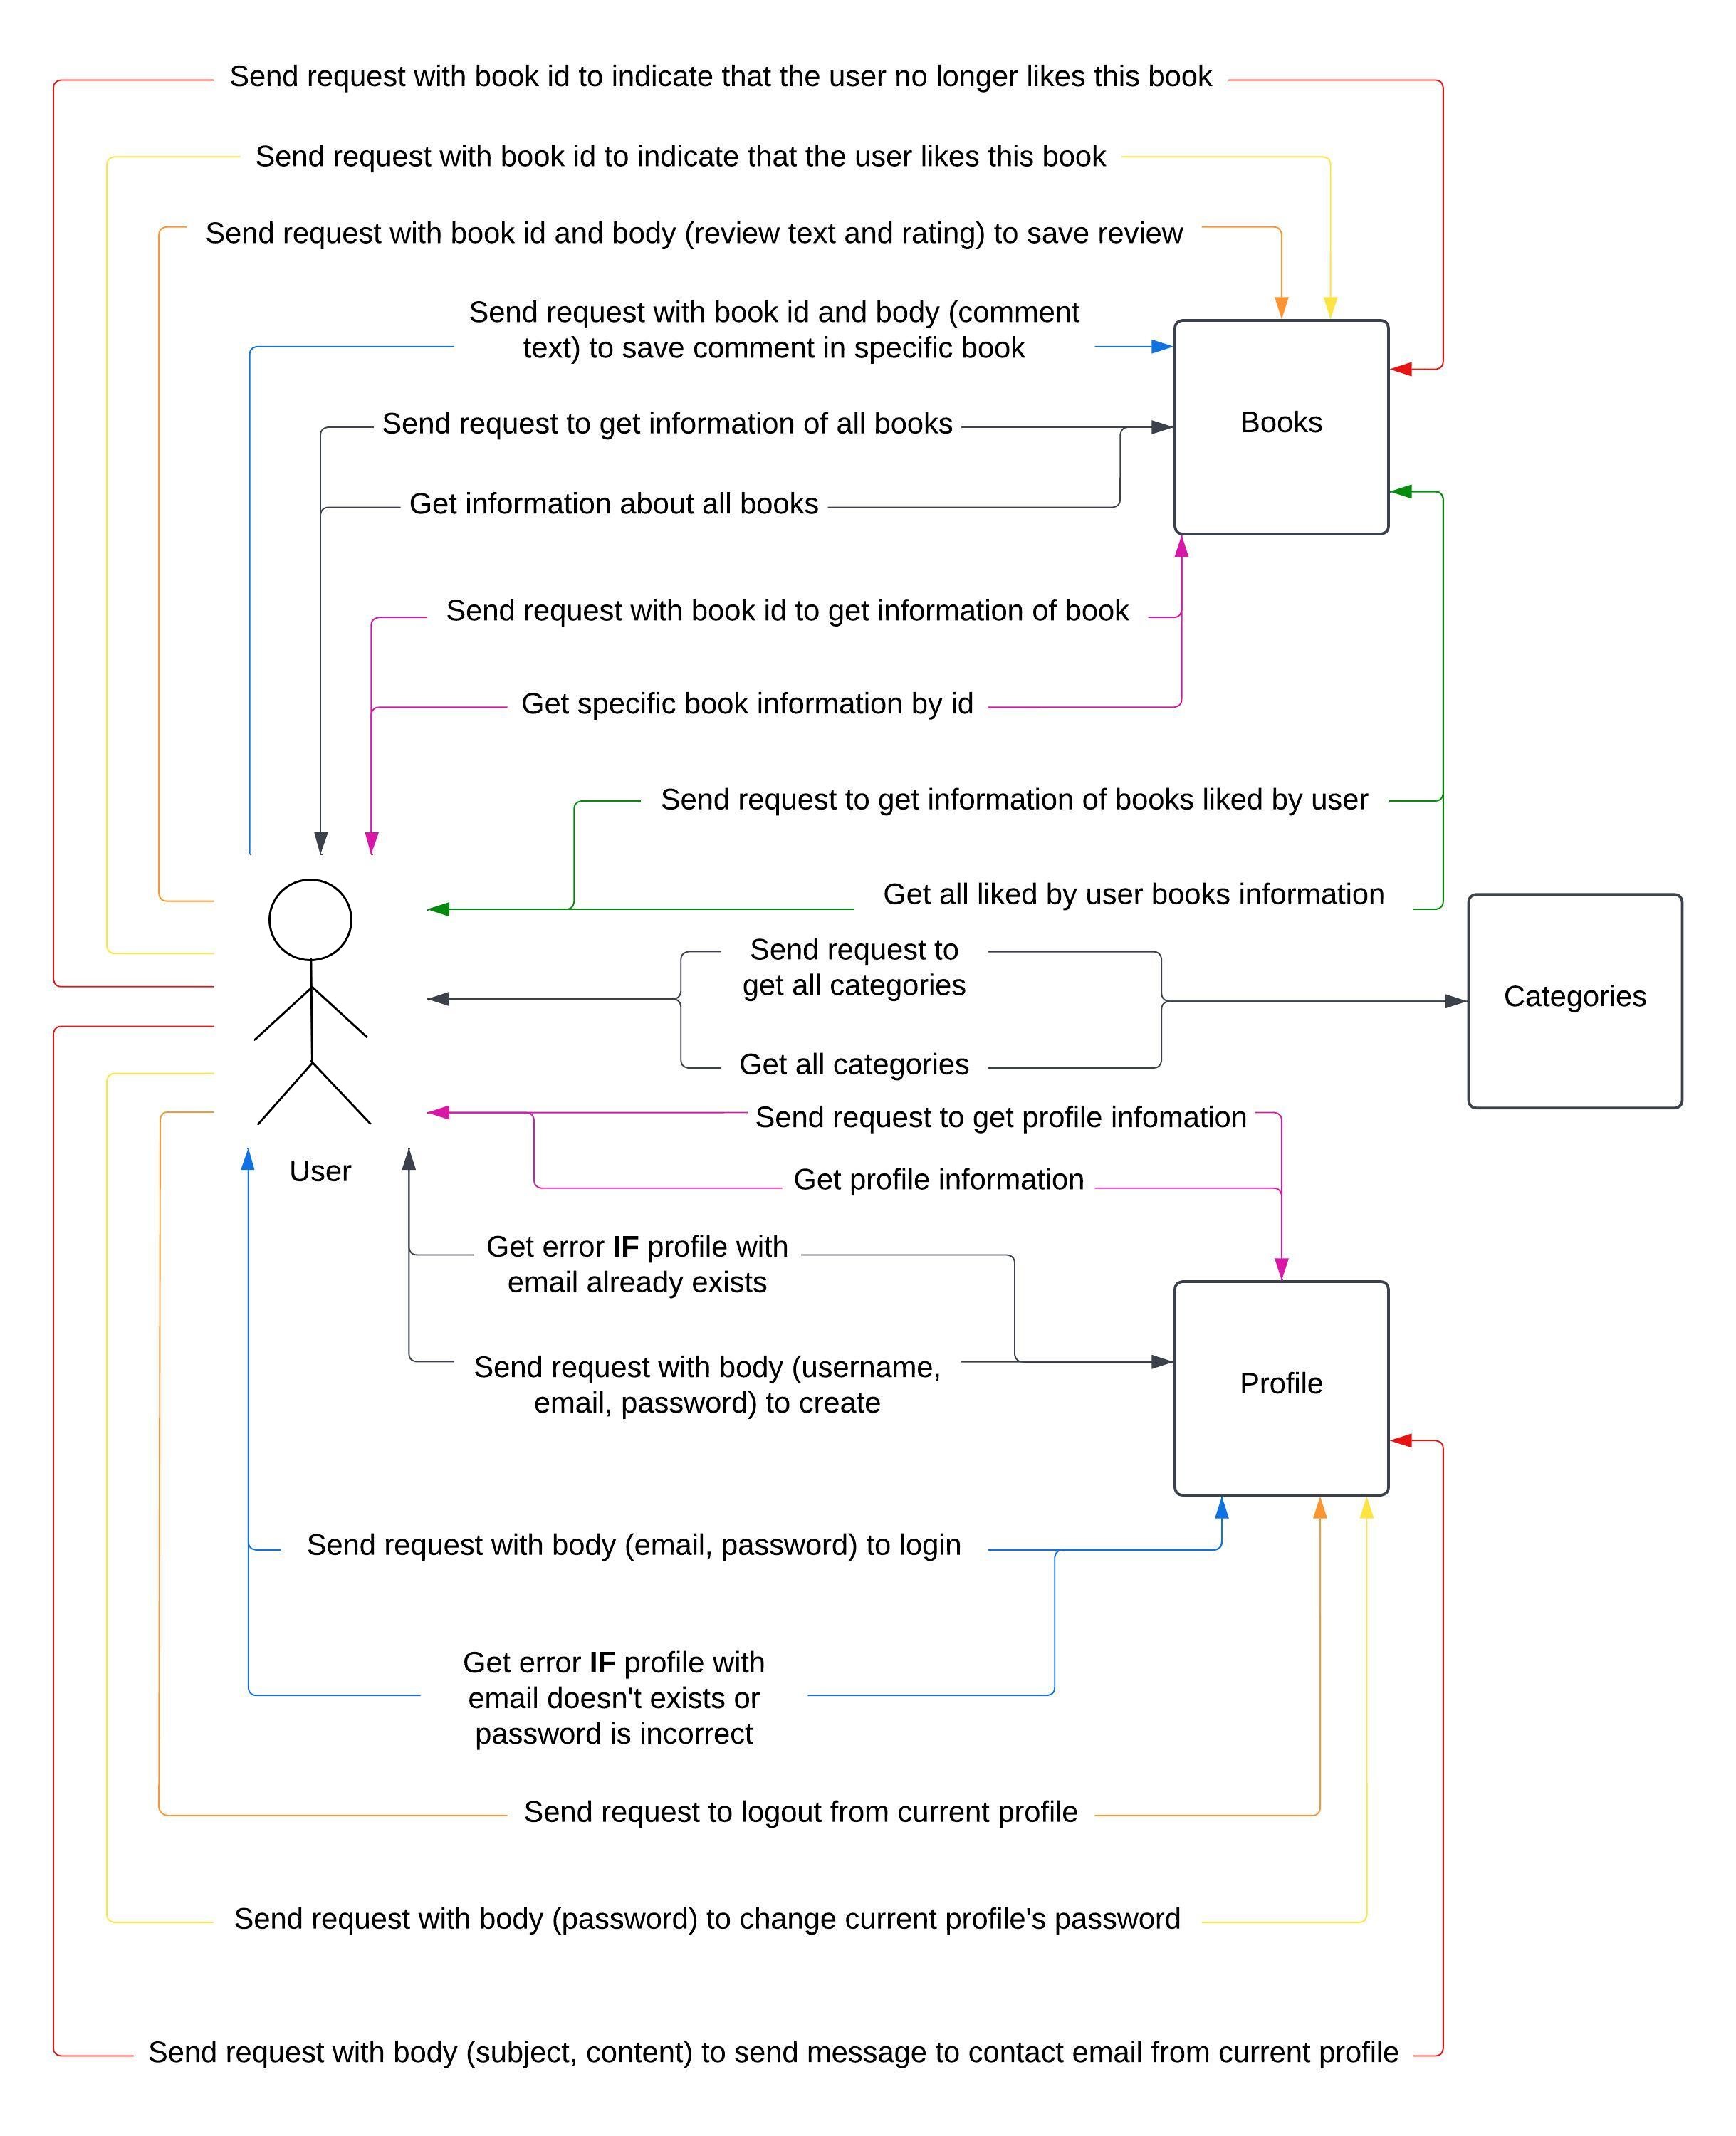 Send request with book id to indicate that the user no longer likes this book
Send request with book id to indicate that the user likes this book
Send request with book id and body (review text and rating) to save review
Send request with book id and body (comment
text) to save comment in specific book
Books
Send request to get information of all books
Get information about all books
Send request with book id to get information of book
Get specific book information by id
Send request to get information of books liked by user
Get all liked by user books information
Send request to
get all categories
Categories
Get all categories
Send request to get profile infomation
User
Get profile information
Get error IF profile with
email already exists
Send request with body (username,
email, password) to create
Profile
Send request with body (email, password) to login
Get error IF profile with
email doesn't exists or
password is incorrect
Send request to logout from current profile
Send request with body (password) to change current profile's password
Send request with body (subject, content) to send message to contact email from current profile